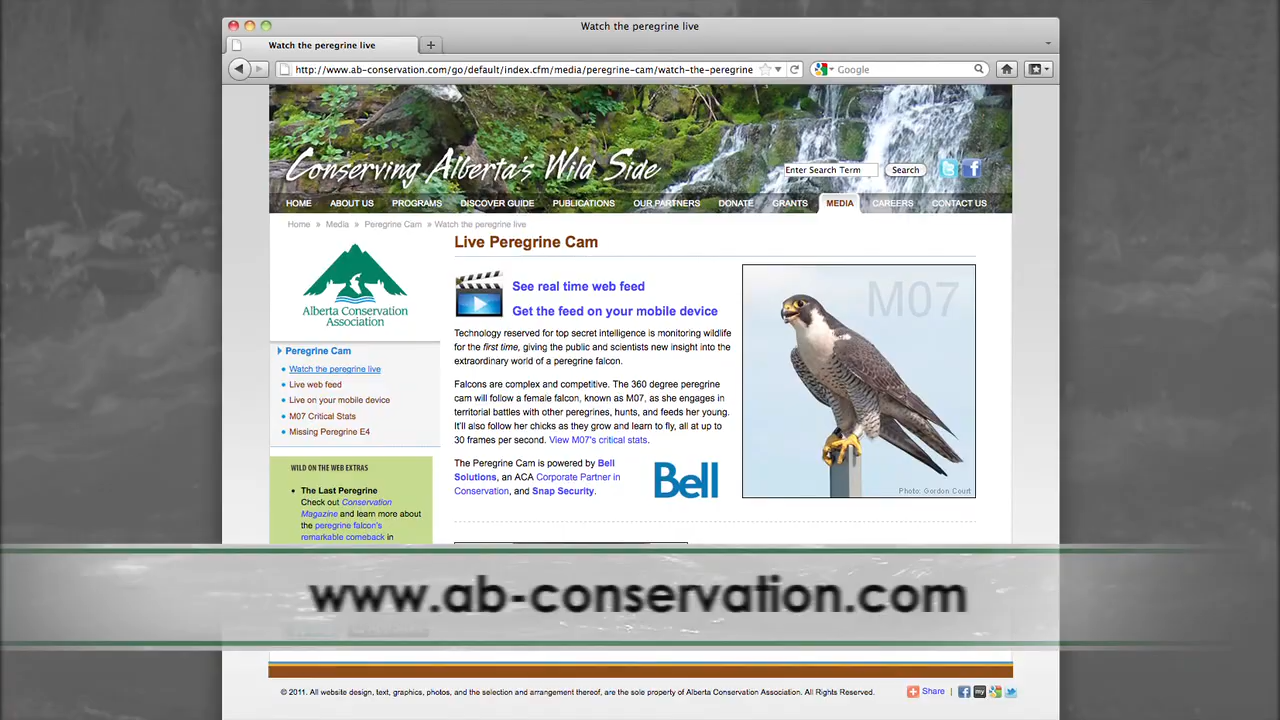 Watch the peregrine live
Watch the peregrine live
http://www.ab-conservation.com/go/default/index.cfm/media/peregrine-cam/watch-the-peregrine
Google
Conserving Alberta's Wild Side
Enter Search Term
Search
HOME ABOUT US PROGRAMS DISCOVER GUIDE PUBLICATIONS OUR PARTNERS DONATE GRANTS MEDIA CAREERS CONTACT US
Home » Media » Peregrine Cam » Watch the peregrine live
Alberta Conservation
Association
Peregrine Cam
Watch the peregrine live
Live web feed
Live on your mobile device
M07 Critical Stats
Missing Peregrine E4
WILD ON THE WEB EXTRAS
The Last Peregrine
Check out Conservation
Magazine and learn more about
the peregrine falcon's
remarkable comeback in
Live Peregrine Cam
See real time web feed
Get the feed on your mobile device
Technology reserved for top secret intelligence is monitoring wildlife
for the first time, giving the public and scientists new insight into the
extraordinary world of a peregrine falcon.
Falcons are complex and competitive. The 360 degree peregrine
cam will follow a female falcon, known as M07, as she engages in
territorial battles with other peregrines, hunts, and feeds her young.
It'll also follow her chicks as they grow and learn to fly, all at up to
30 frames per second. View M07's critical stats.
The Peregrine Cam is powered by Bell
Solutions, an ACA Corporate Partner in
Conservation, and Snap Security.
Bell
M07
Photo: Gordon Court
www.ab-conservation.com
© 2011. All website design, text, graphics, photos, and the selection and arrangement thereof, are the sole property of Alberta Conservation Association. All Rights Reserved.
Share |
my